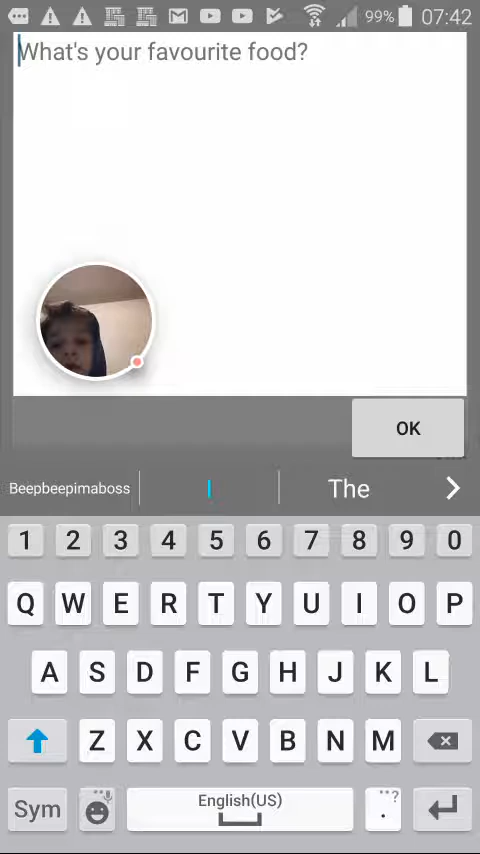 99% 07:42
What's your favourite food?
OK
Beepbeepimaboss I The
1 2 3 4 5 6 7 8 9 0
Q W E R T Y U I O P
A S D F G H J K L
Z X C V B N M
Sym English(US) . ?